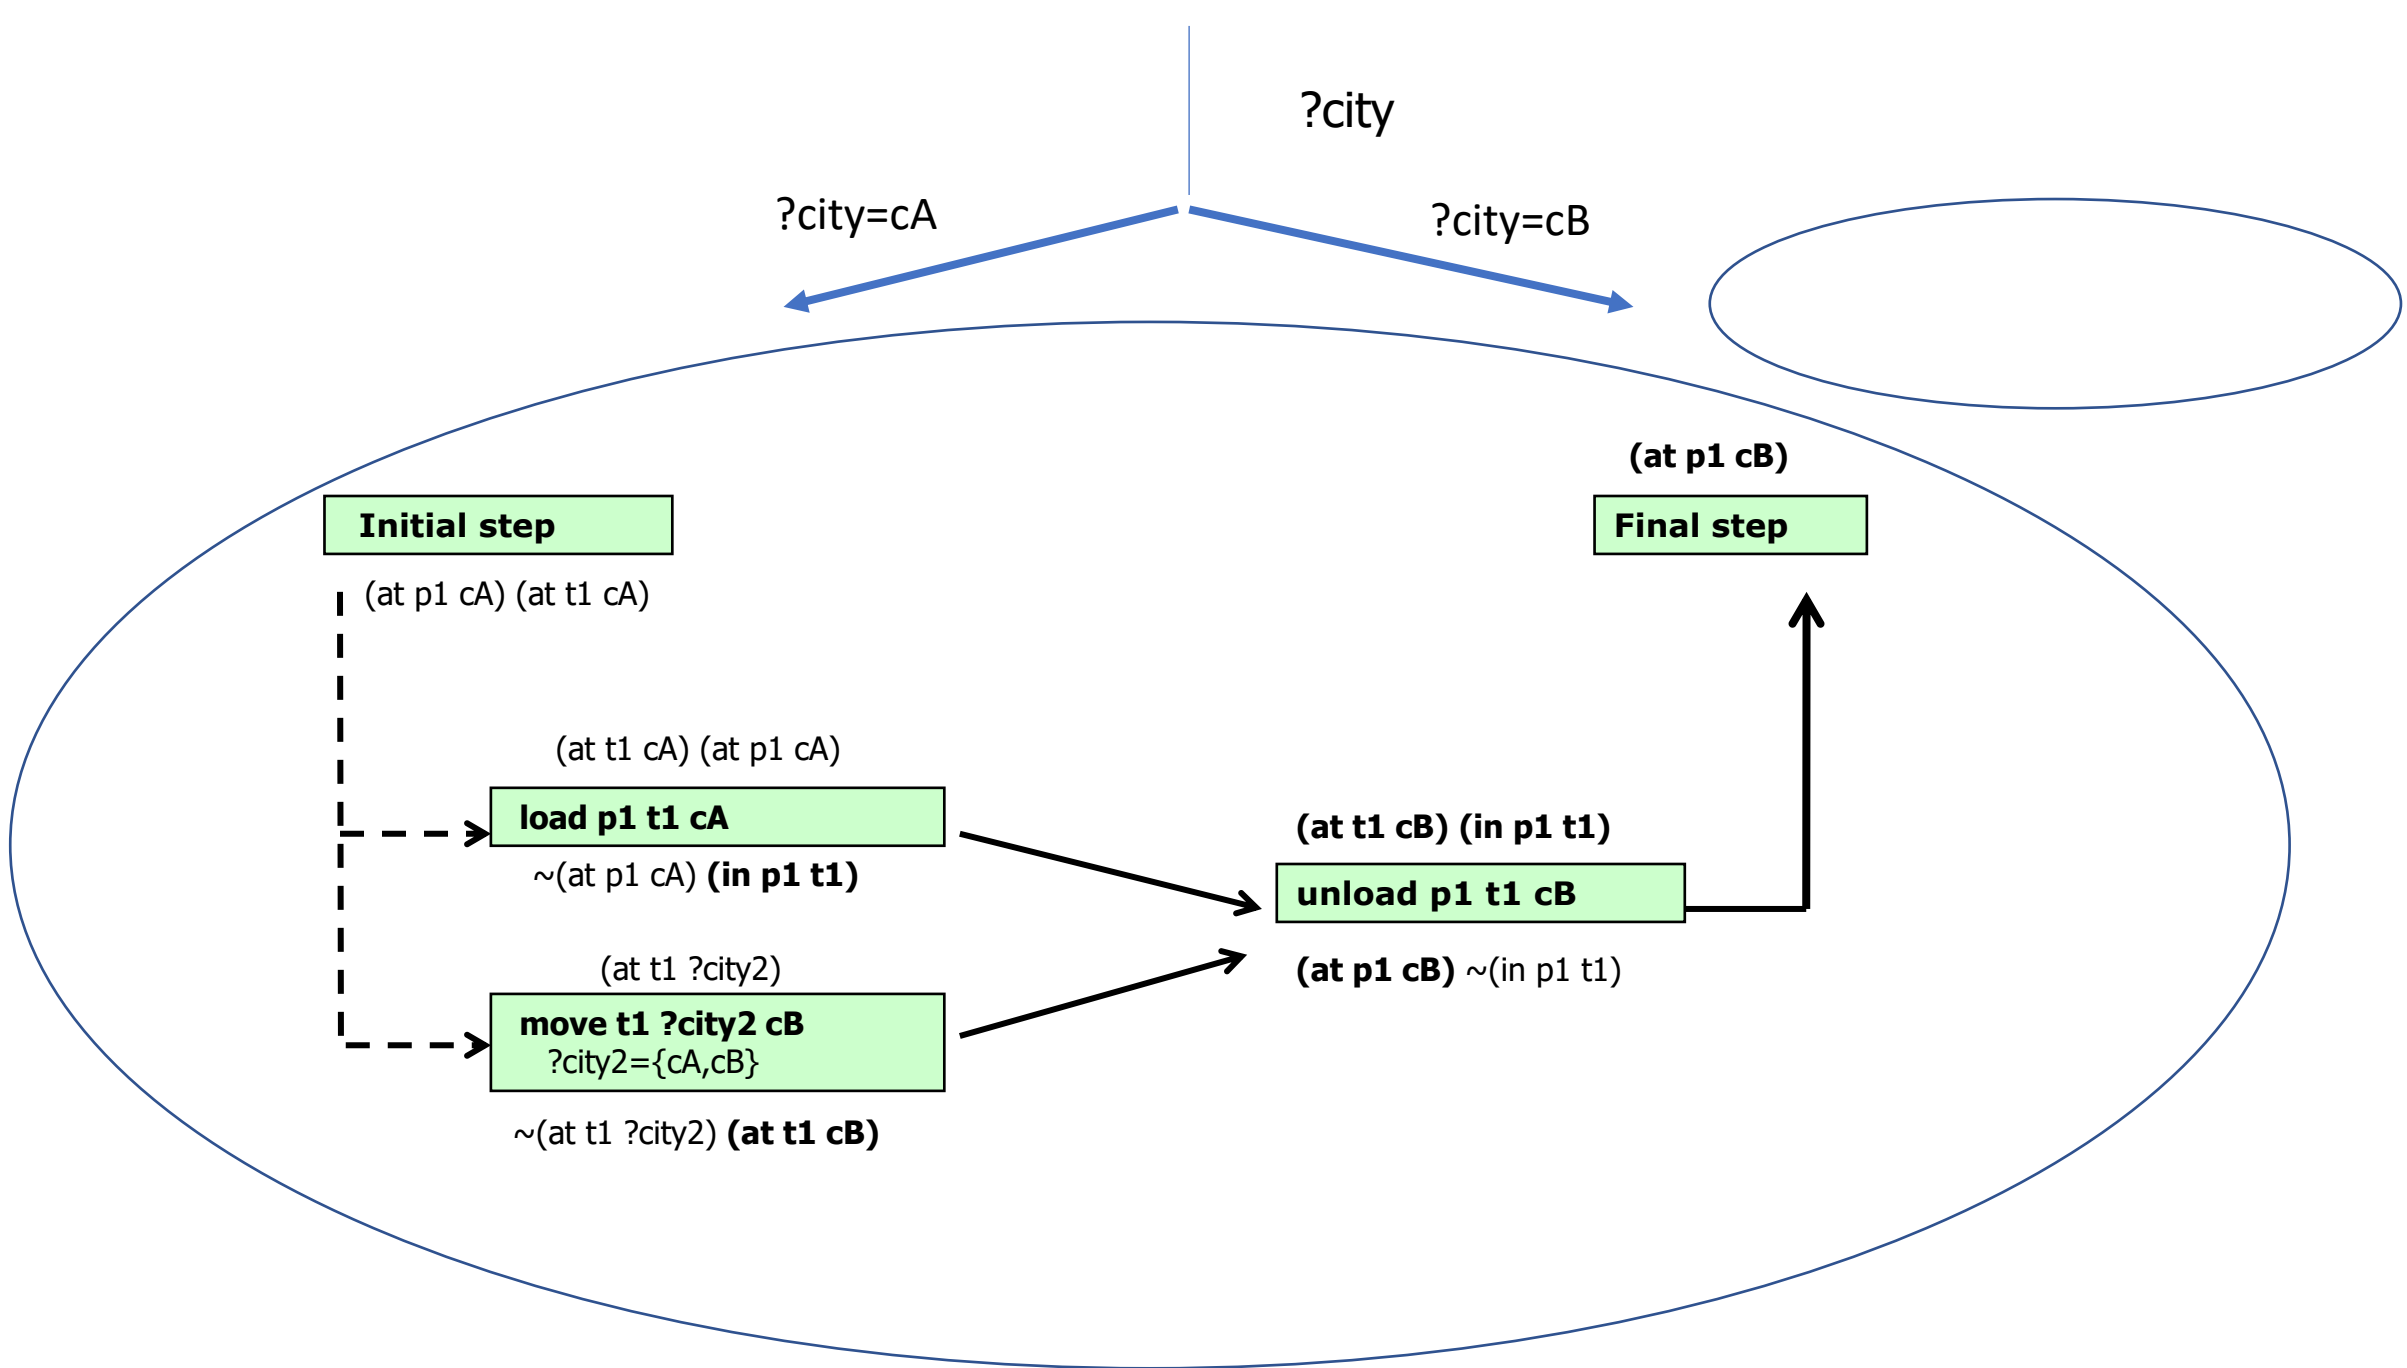 ?city
?city=cA
?city=cB
(at p1 cB)
Initial step
Final step
(at p1 cA) (at t1 cA)
(at t1 cA) (at p1 cA)
load p1 t1 cA
~(at p1 cA) (in p1 t1)
(at t1 cB) (in p1 t1)
unload p1 t1 cB
(at p1 cB) ~(in p1 t1)
(at t1 ?city2)
move t1 ?city2 cB
?city2={cA,cB}
~(at t1 ?city2) (at t1 cB)